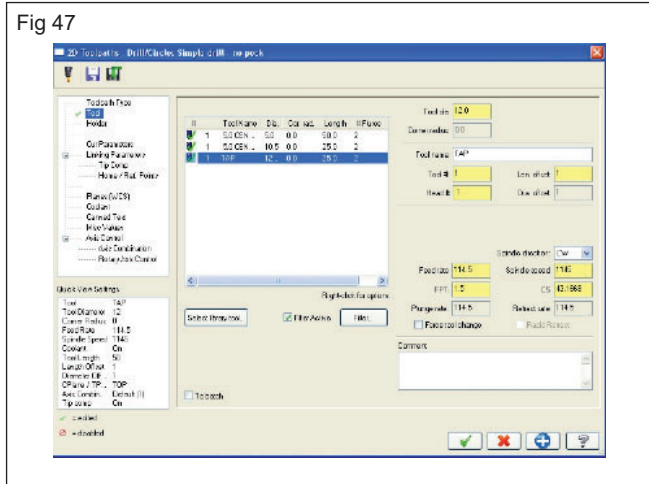 Fig 47
2D Toolpaths - Drill/Circles Simple drill - no peck
Toolpath Type
Tool
Holder
Cut Parameters
Linking Parameters
Tip Comp
Home / Ref. Points
Planes (WCS)
Coolant
Canned Text
Misc Values
Axis Control
Axis Combination
Rotary Axis Control
Quick View Settings
Tool TAP
Tool Diameter 12
Corner Radius 0
Feed Rate 114.5
Spindle Speed 1145
Coolant On
Tool Length 50
Length Offset 1
Diameter Off... 1
CPlane / TP... TOP
Axis Combin... Default (1)
Tip comp On
= edited
= disabled
# Tool Name Dia. Cor. rad. Length # Flutes
1 5.0 CEN... 5.0 0.0 50.0 2
1 5.0 CEN... 10.5 0.0 25.0 2
1 TAP 12... 0.0 25.0 2
Right-click for options
Select library tool...
Filter Active
Filter...
To batch
Tool dia: 12.0
Corner radius: 0.0
Tool name: TAP
Tool #: 1 Len. offset: 1
Head #: 1 Dia. offset: 1
Spindle direction: CW
Feed rate: 114.5 Spindle speed: 1145
FPT: 1.5 CS
Plunge rate: 114.5 Retract rate: 114.5
Force tool change Rapid Retract
Comment